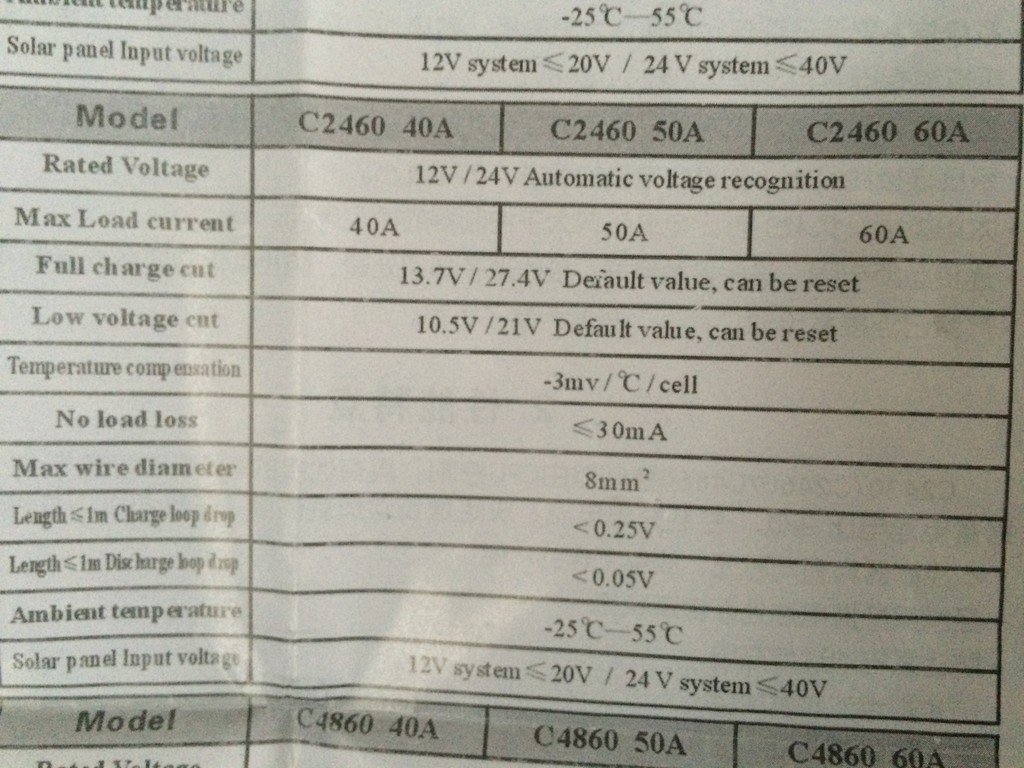 Ambient temperature -25℃—55℃
Solar panel Input voltage 12V system ≤20V / 24 V system ≤40V
Model C2460 40A C2460 50A C2460 60A
Rated Voltage 12V / 24V Automatic voltage recognition
Max Load current 40A 50A 60A
Full charge cut 13.7V / 27.4V Default value, can be reset
Low voltage cut 10.5V / 21V Default value, can be reset
Temperature compensation -3mv/℃/cell
No load loss ≤30mA
Max wire diameter 8mm²
Length≤1m Charge loop drop <0.25V
Length≤1m Discharge loop drop <0.05V
Ambient temperature -25℃—55℃
Solar panel Input voltage 12V system ≤20V / 24 V system ≤40V
Model C4860 40A C4860 50A C4860 60A
Rated Voltage